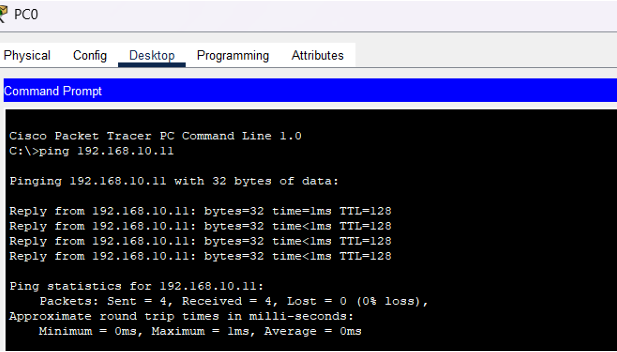 PC0
Physical Config Desktop Programming Attributes
Command Prompt
Cisco Packet Tracer PC Command Line 1.0
C:\>ping 192.168.10.11
Pinging 192.168.10.11 with 32 bytes of data:
Reply from 192.168.10.11: bytes=32 time=1ms TTL=128
Reply from 192.168.10.11: bytes=32 time<1ms TTL=128
Reply from 192.168.10.11: bytes=32 time<1ms TTL=128
Reply from 192.168.10.11: bytes=32 time<1ms TTL=128
Ping statistics for 192.168.10.11:
Packets: Sent = 4, Received = 4, Lost = 0 (0% loss),
Approximate round trip times in milli-seconds:
Minimum = 0ms, Maximum = 1ms, Average = 0ms